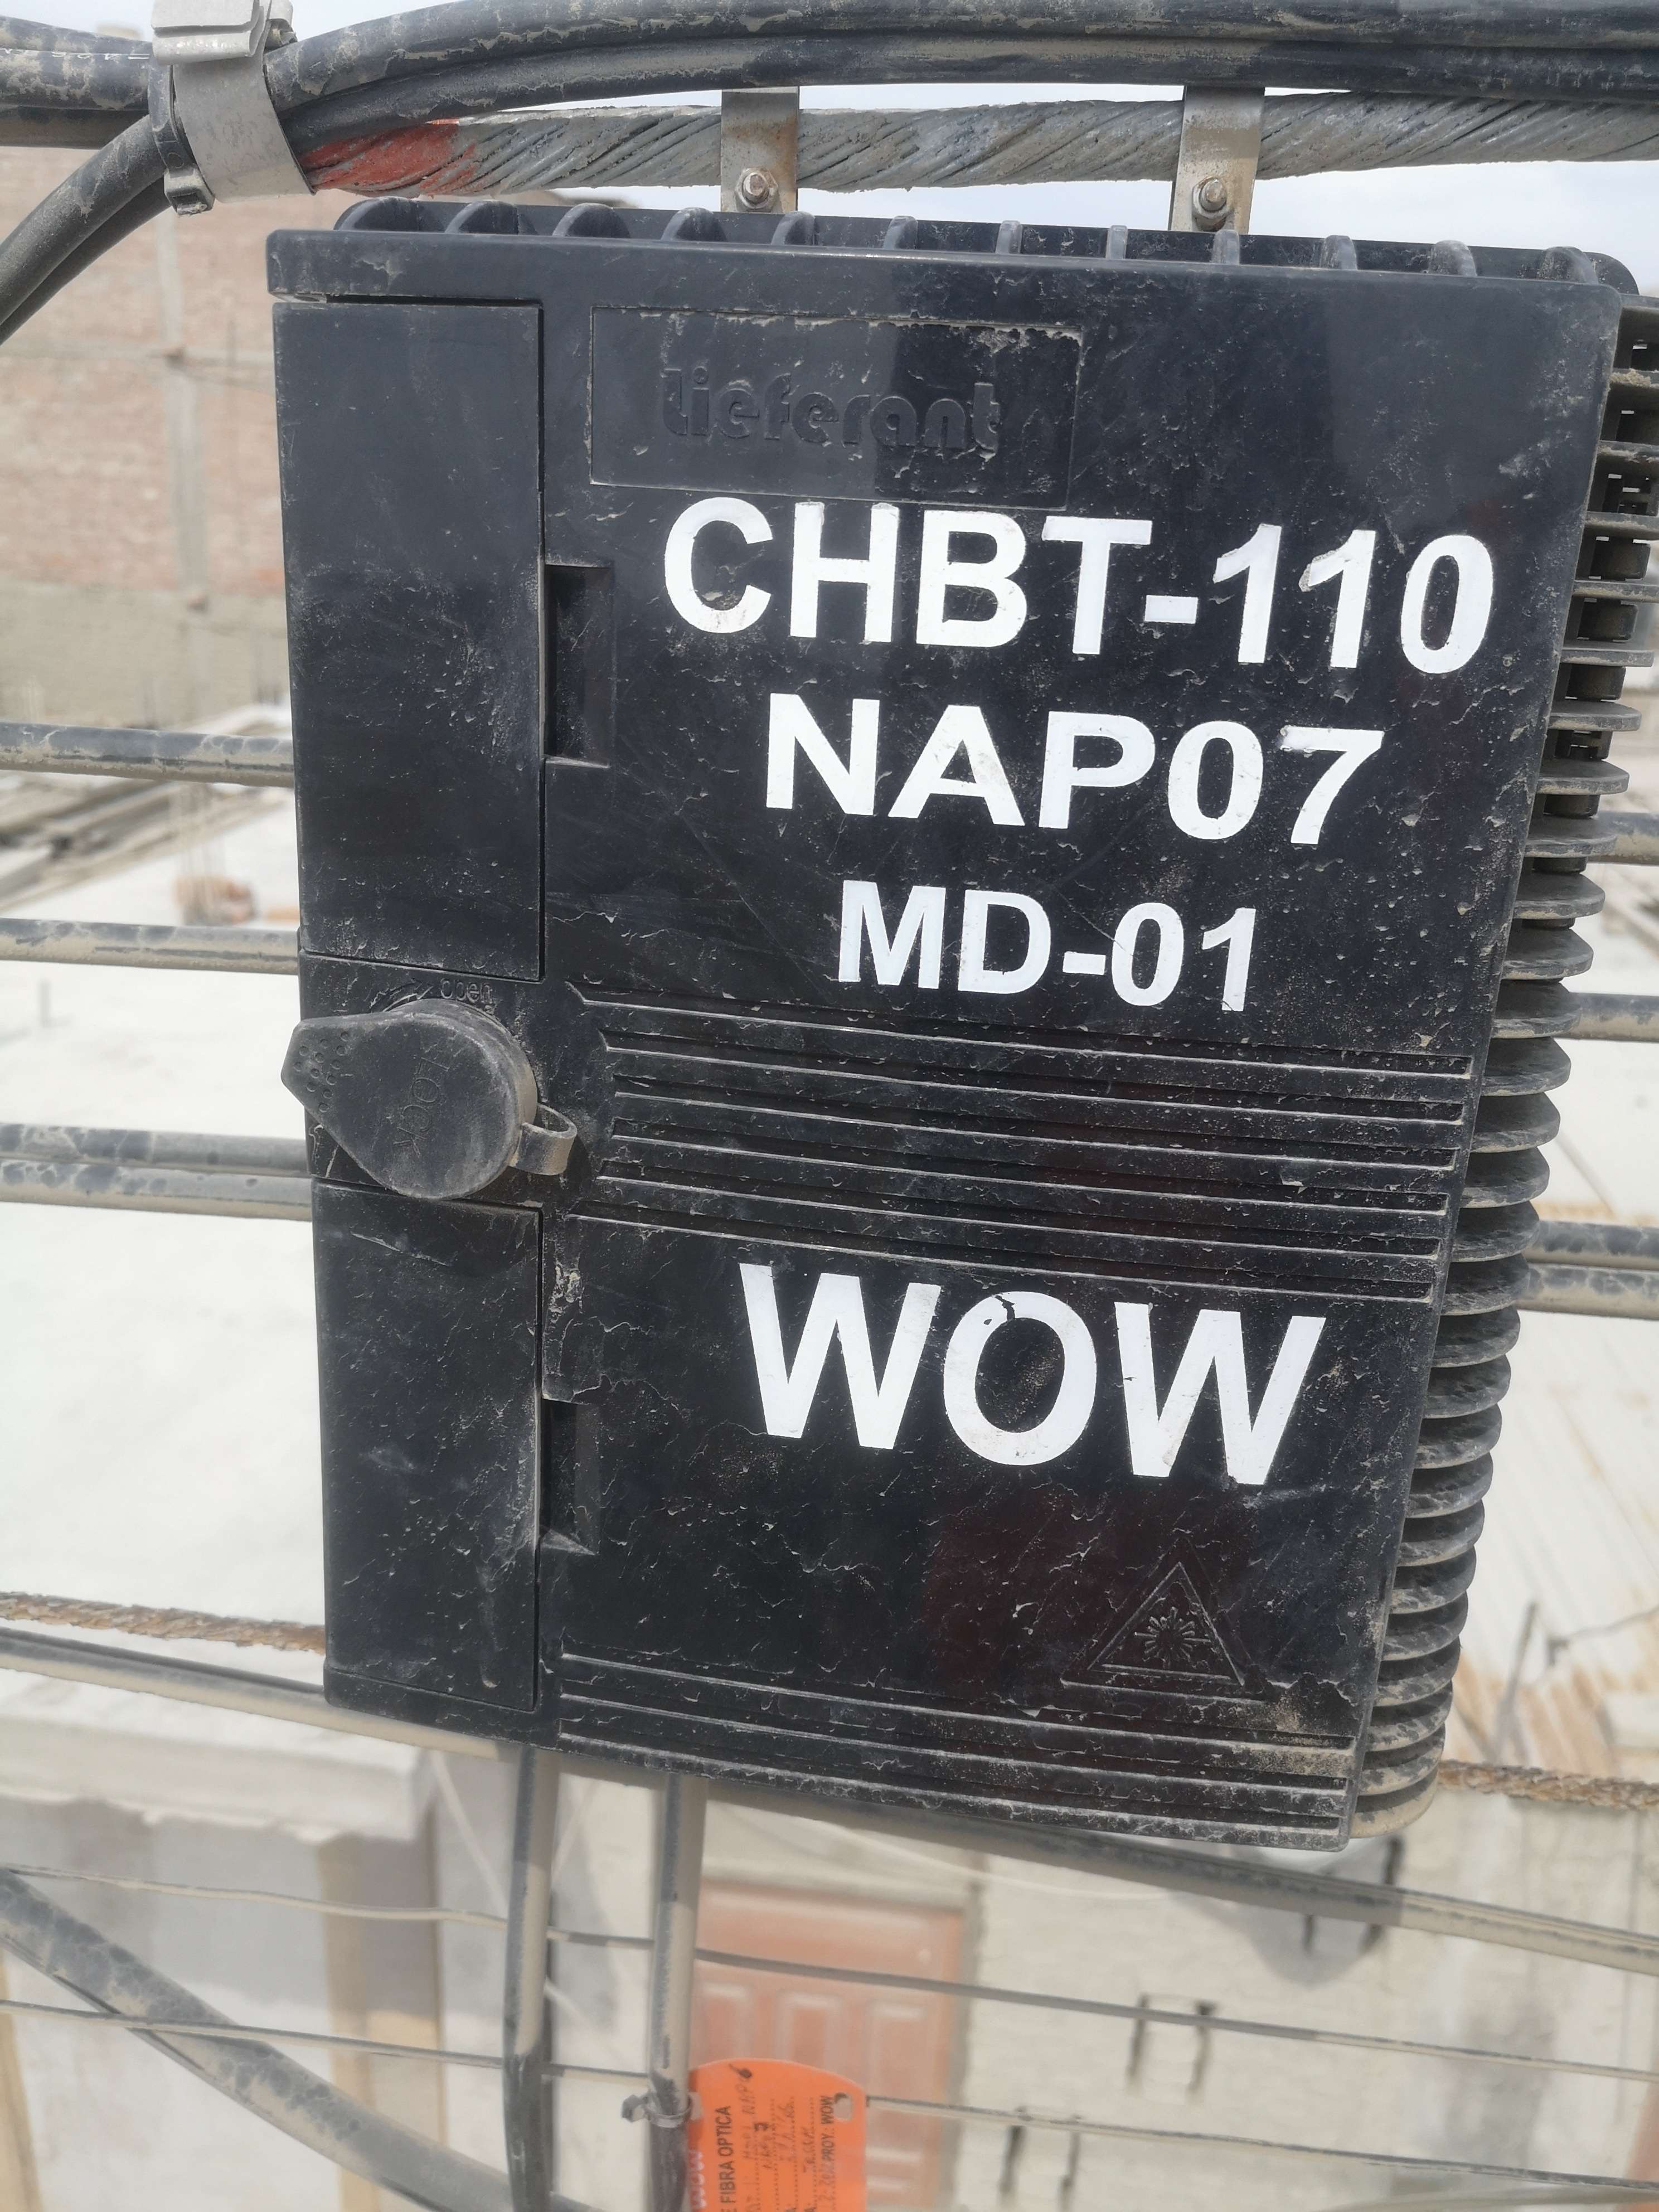 lieferant
CHBT-110
NAP07
MD-01
open
LOCK
WOW
FIBRA OPTICA
PROY. WOW